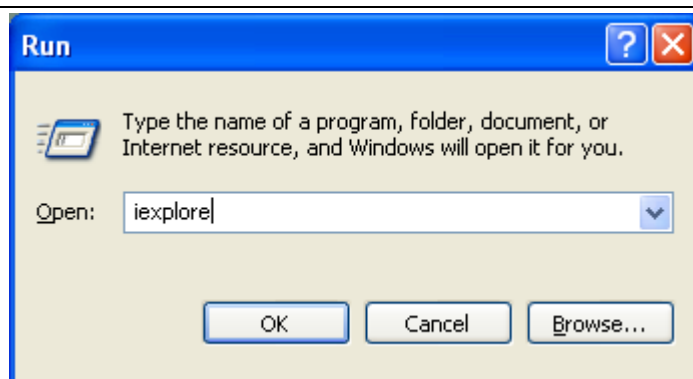 Run
Type the name of a program, folder, document, or
Internet resource, and Windows will open it for you.
Open: iexplore
OK Cancel Browse...